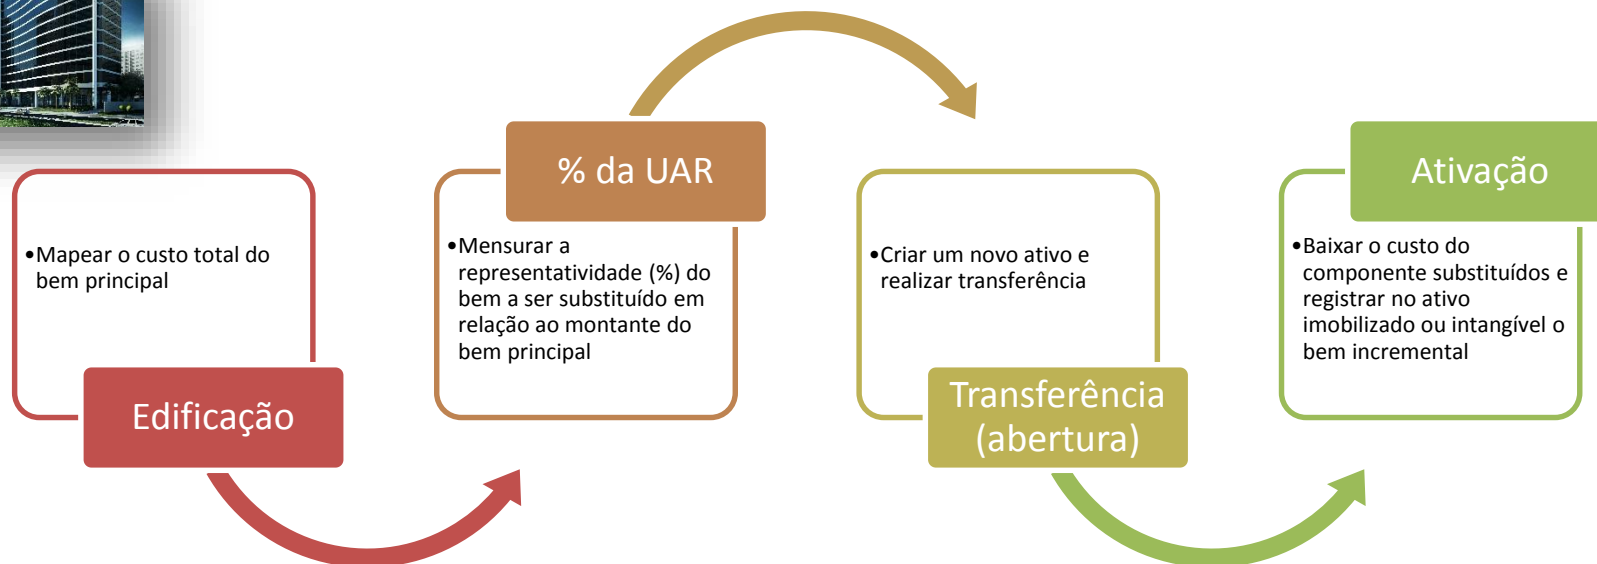 •Mapear o custo total do
bem principal
Edificação
% da UAR
•Mensurar a
representatividade (%) do
bem a ser substituído em
relação ao montante do
bem principal
•Criar um novo ativo e
realizar transferência
Transferência
(abertura)
Ativação
•Baixar o custo do
componente substituídos e
registrar no ativo
imobilizado ou intangível o
bem incremental